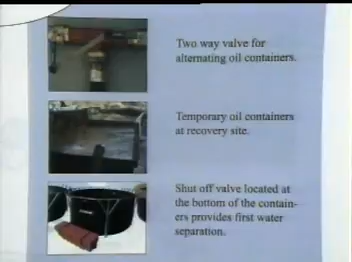 Two way valve for
alternating oil containers.
Temporary oil containers
at recovery site.
Shut off valve located at
the bottom of the contain-
ers provides first water
separation.